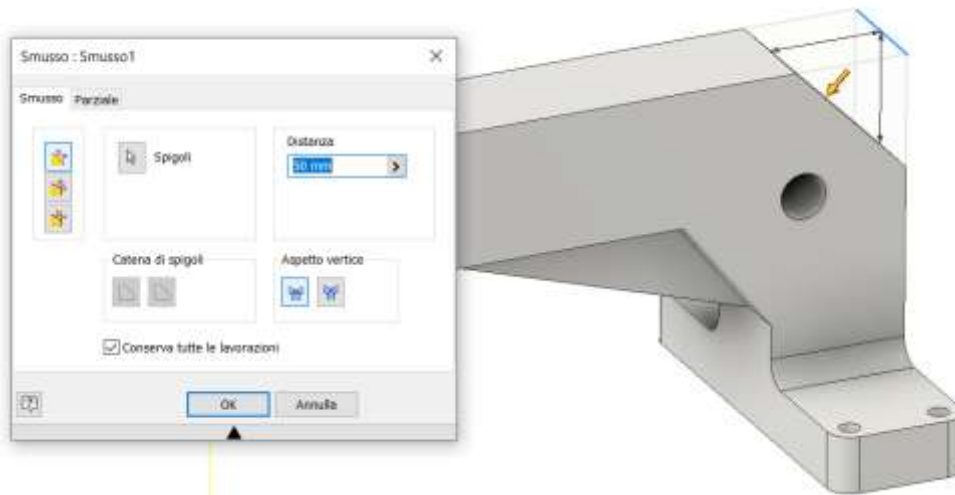 Smusso : Smusso1
Smusso Parziale
Spigoli
Distanza
50 mm
Catena di spigoli
Aspetto vertice
Conserva tutte le lavorazioni
OK Annulla